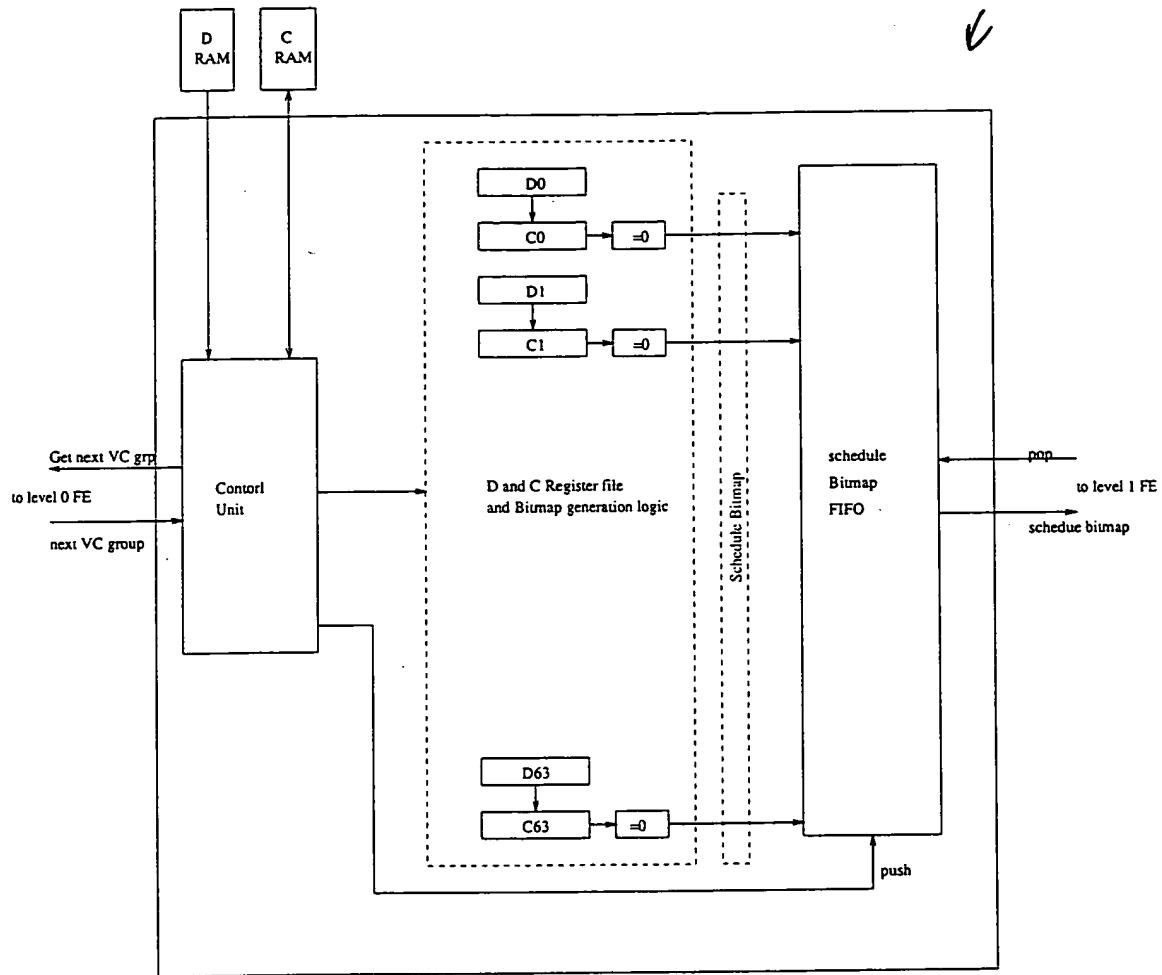 D
RAM
C
RAM
D0
C0
=0
D1
C1
=0
Get next VC grp
to level 0 FE
next VC group
Contorl
Unit
D and C Register file
and Bitmap generation logic
Schedule Bitmap
schedule
Bitmap
FIFO
pop
to level 1 FE
schedue bitmap
D63
C63
=0
push